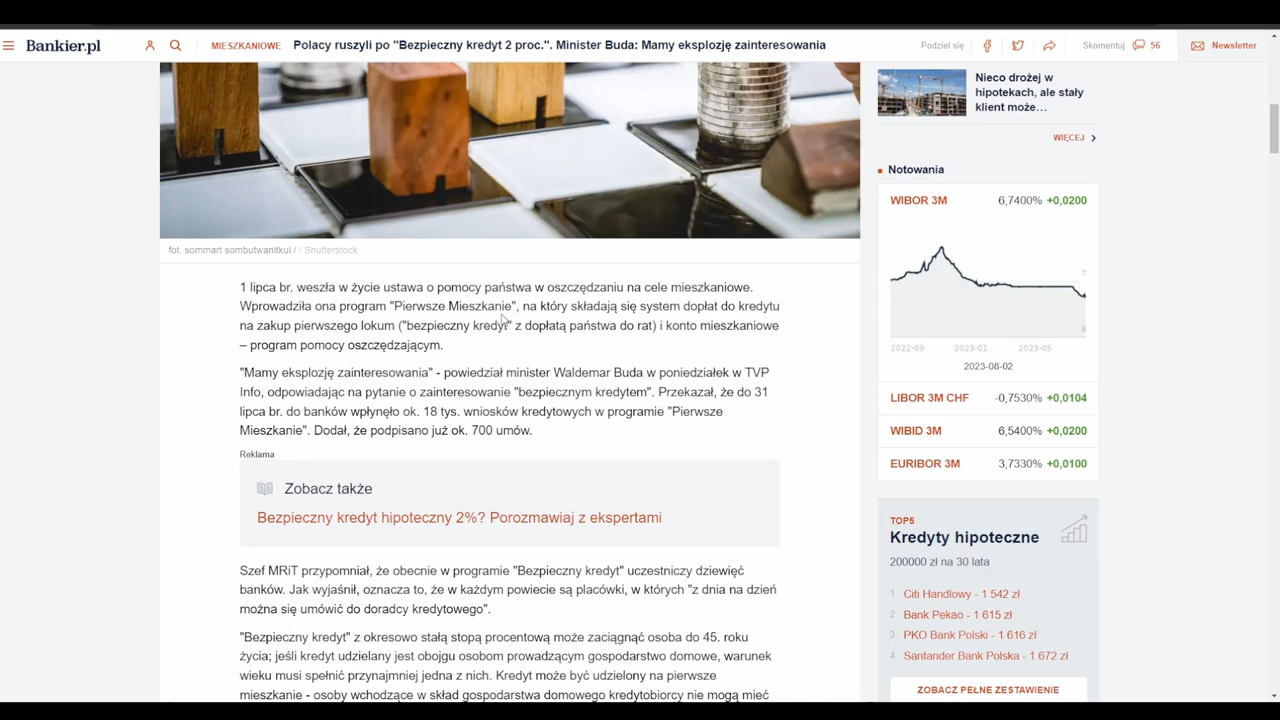 Bankier.pl
MIESZKANIOWE
Polacy ruszyli po "Bezpieczny kredyt 2 proc.". Minister Buda: Mamy eksplozję zainteresowania
Podziel się
Skomentuj 56
Newsletter
fot. sommart sombutwanitkul / / Shutterstock
1 lipca br. weszła w życie ustawa o pomocy państwa w oszczędzaniu na cele mieszkaniowe.
Wprowadziła ona program "Pierwsze Mieszkanie", na który składają się system dopłat do kredytu
na zakup pierwszego lokum ("bezpieczny kredyt" z dopłatą państwa do rat) i konto mieszkaniowe
– program pomocy oszczędzającym.
"Mamy eksplozję zainteresowania" - powiedział minister Waldemar Buda w poniedziałek w TVP
Info, odpowiadając na pytanie o zainteresowanie "bezpiecznym kredytem". Przekazał, że do 31
lipca br. do banków wpłynęło ok. 18 tys. wniosków kredytowych w programie "Pierwsze
Mieszkanie". Dodał, że podpisano już ok. 700 umów.
Reklama
Zobacz także
Bezpieczny kredyt hipoteczny 2%? Porozmawiaj z ekspertami
Szef MRiT przypomniał, że obecnie w programie "Bezpieczny kredyt" uczestniczy dziewięć
banków. Jak wyjaśnił, oznacza to, że w każdym powiecie są placówki, w których "z dnia na dzień
można się umówić do doradcy kredytowego".
"Bezpieczny kredyt" z okresowo stałą stopą procentową może zaciągnąć osoba do 45. roku
życia; jeśli kredyt udzielany jest obojgu osobom prowadzącym gospodarstwo domowe, warunek
wieku musi spełnić przynajmniej jedna z nich. Kredyt może być udzielony na pierwsze
mieszkanie - osoby wchodzące w skład gospodarstwa domowego kredytobiorcy nie mogą mieć
Nieco drożej w
hipotekach, ale stały
klient może…
WIĘCEJ
Notowania
WIBOR 3M 6,7400% +0,0200
7
6
2022-09 2023-01 2023-05
2023-08-02
LIBOR 3M CHF -0,7530% +0,0104
WIBID 3M 6,5400% +0,0200
EURIBOR 3M 3,7330% +0,0100
TOP5
Kredyty hipoteczne
200000 zł na 30 lata
1. Citi Handlowy - 1 542 zł
2. Bank Pekao - 1 615 zł
3. PKO Bank Polski - 1 616 zł
4. Santander Bank Polska - 1 672 zł
ZOBACZ PEŁNE ZESTAWIENIE